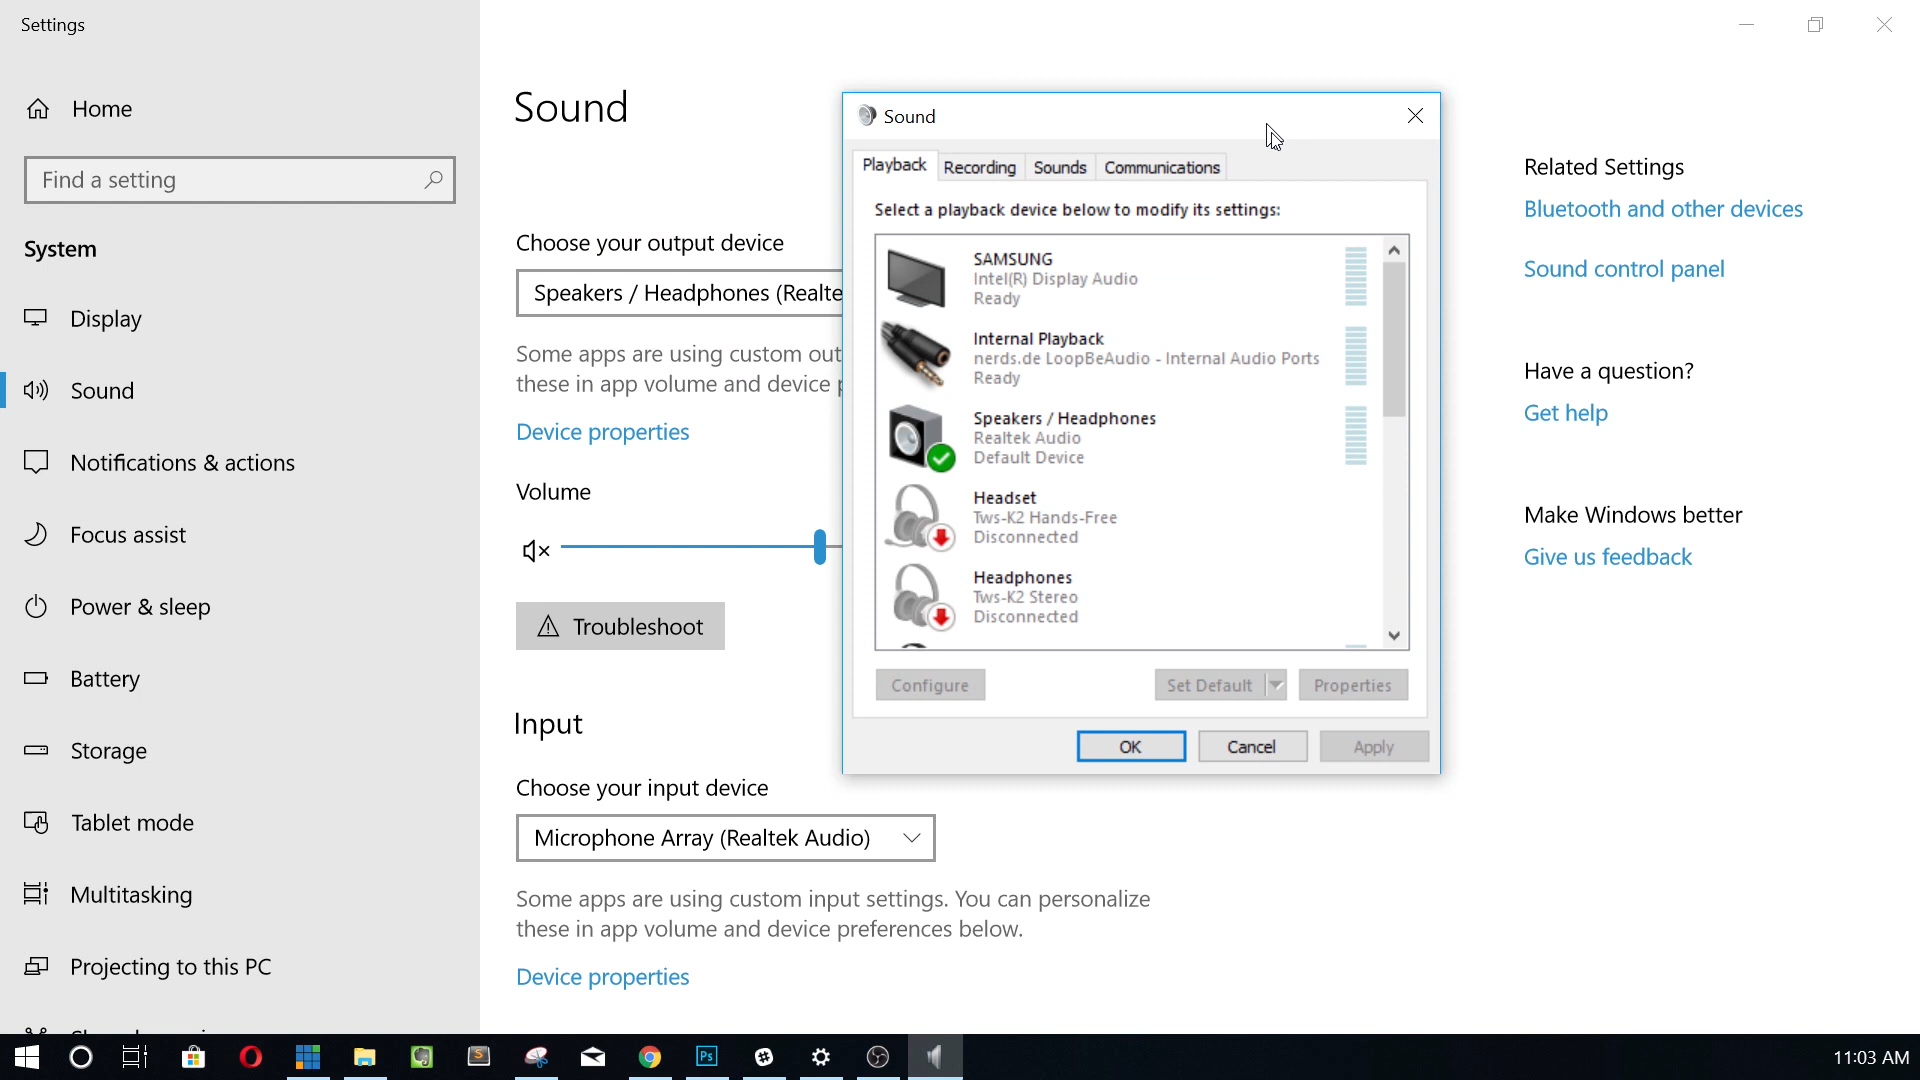 Settings
Home
Find a setting
System
Display
Sound
Notifications & actions
Focus assist
Power & sleep
Battery
Storage
Tablet mode
Multitasking
Projecting to this PC
Sound
Choose your output device
Speakers / Headphones (Realte
Some apps are using custom out
these in app volume and device p
Device properties
Volume
Troubleshoot
Input
Choose your input device
Microphone Array (Realtek Audio)
Some apps are using custom input settings. You can personalize
these in app volume and device preferences below.
Device properties
Sound
Playback Recording Sounds Communications
Select a playback device below to modify its settings:
SAMSUNG
Intel(R) Display Audio
Ready
Internal Playback
nerds.de LoopBeAudio - Internal Audio Ports
Ready
Speakers / Headphones
Realtek Audio
Default Device
Headset
Tws-K2 Hands-Free
Disconnected
Headphones
Tws-K2 Stereo
Disconnected
Configure Set Default Properties
OK Cancel Apply
Related Settings
Bluetooth and other devices
Sound control panel
Have a question?
Get help
Make Windows better
Give us feedback
Ps
11:03 AM